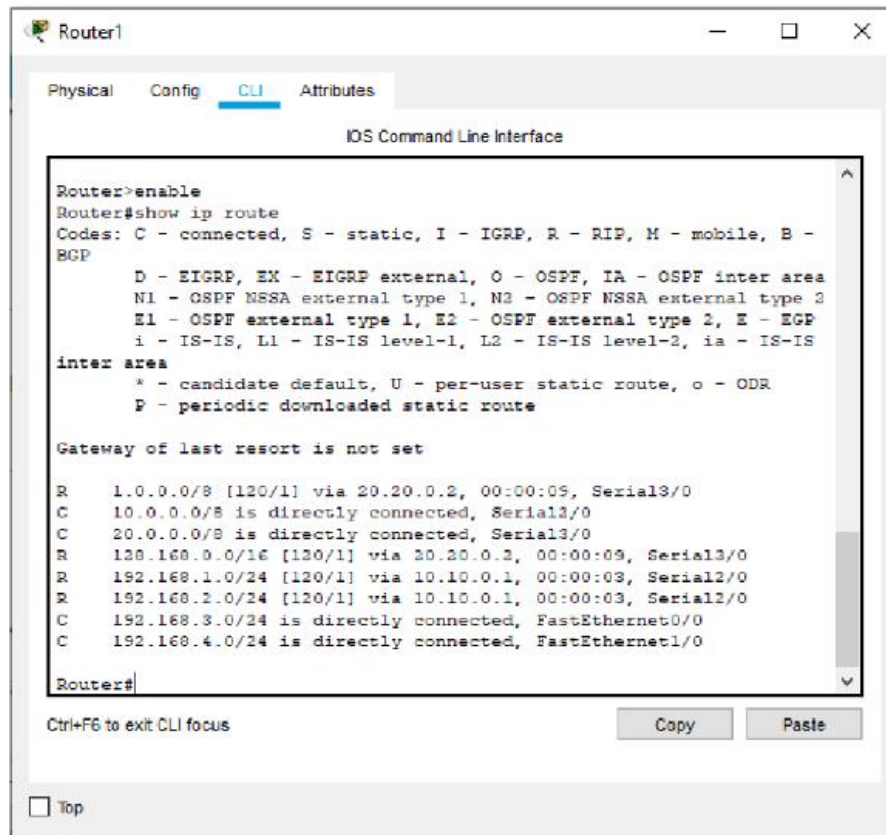 Router1
Physical Config CLI Attributes
IOS Command Line Interface
Router>enable
Router#show ip route
Codes: C - connected, S - static, I - IGRP, R - RIP, M - mobile, B -
BGP
D - EIGRP, EX - EIGRP external, O - OSPF, IA - OSPF inter area
N1 - OSPF NSSA external type 1, N2 - OSPF NSSA external type 2
E1 - OSPF external type 1, E2 - OSPF external type 2, E - EGP
i - IS-IS, L1 - IS-IS level-1, L2 - IS-IS level-2, ia - IS-IS
inter area
* - candidate default, U - per-user static route, o - ODR
P - periodic downloaded static route
Gateway of last resort is not set
R 1.0.0.0/8 [120/1] via 20.20.0.2, 00:00:09, Serial3/0
C 10.0.0.0/8 is directly connected, Serial2/0
C 20.0.0.0/8 is directly connected, Serial3/0
R 128.168.0.0/16 [120/1] via 20.20.0.2, 00:00:09, Serial3/0
R 192.168.1.0/24 [120/1] via 10.10.0.1, 00:00:03, Serial2/0
R 192.168.2.0/24 [120/1] via 10.10.0.1, 00:00:03, Serial2/0
C 192.168.3.0/24 is directly connected, FastEthernet0/0
C 192.168.4.0/24 is directly connected, FastEthernet1/0
Router#
Ctrl+F6 to exit CLI focus
Copy Paste
Top